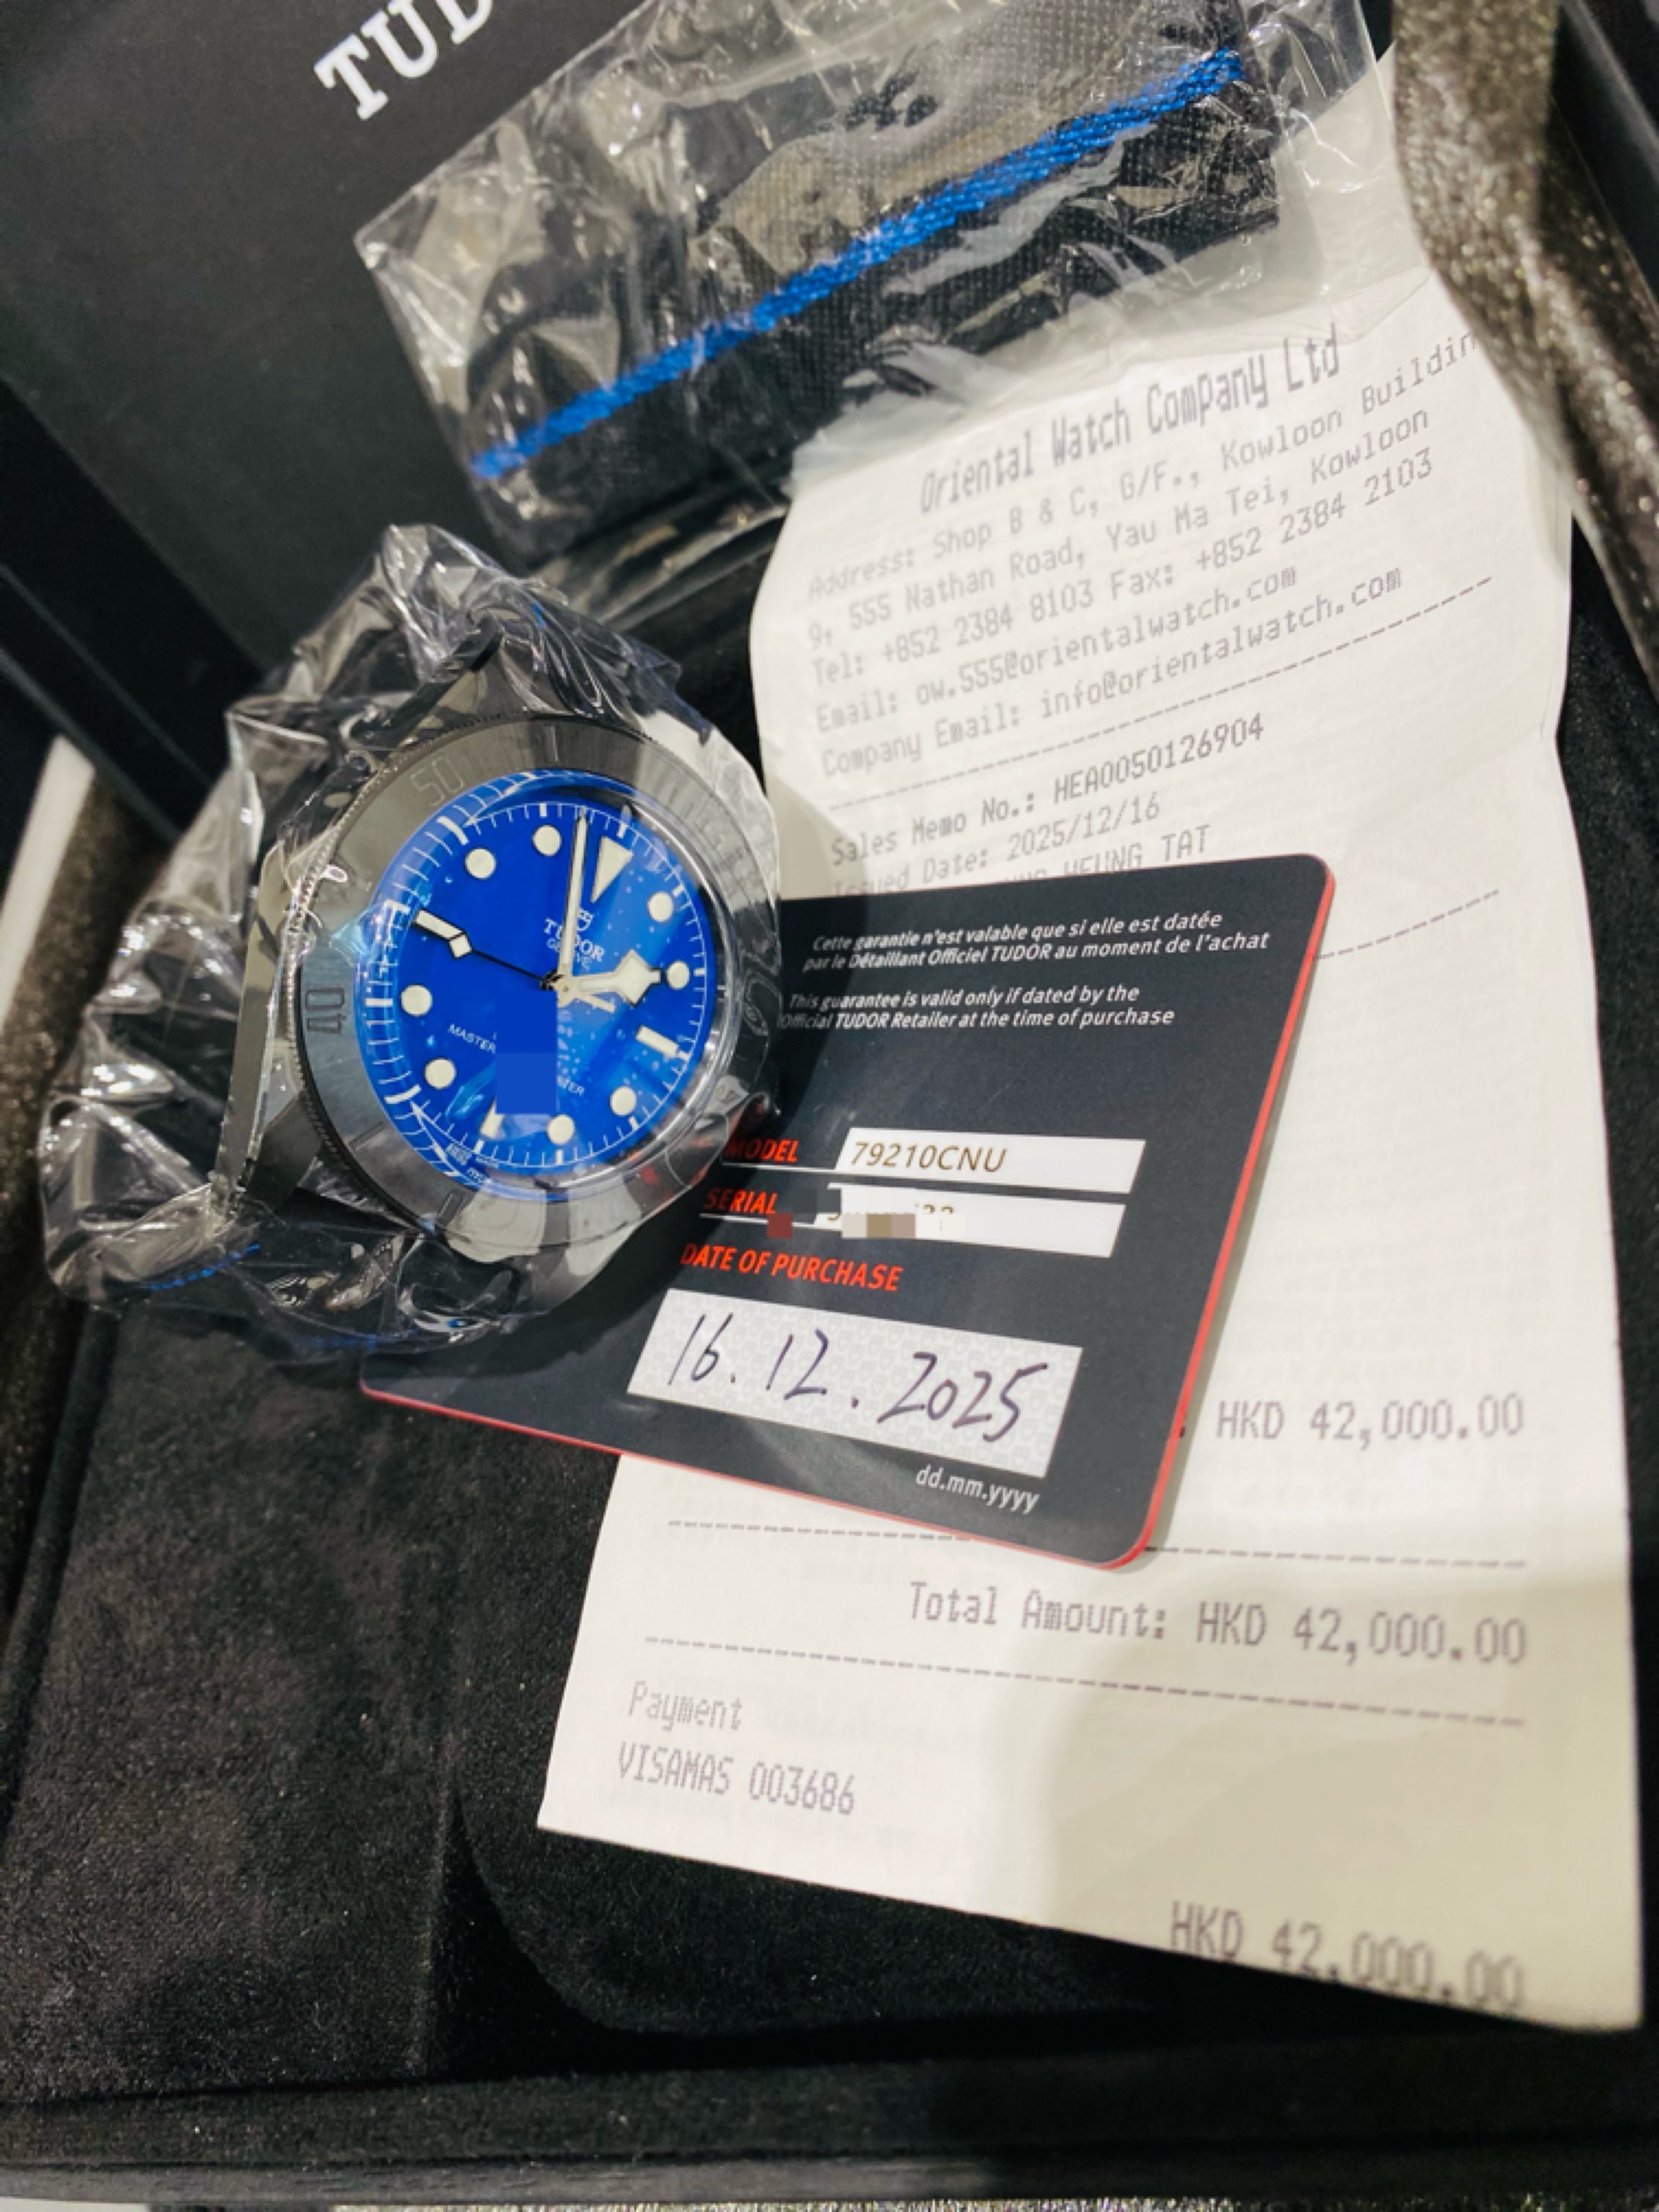 TUD
Oriental Watch Company Ltd
Address: Shop B & C, G/F., Kowloon Buildin
9, 555 Nathan Road, Yau Ma Tei, Kowloon
Tel: +852 2384 8103 Fax: +852 2384 2103
Email: ow.555@orientalwatch.com
Company Email: info@orientalwatch.com
Sales Memo No.: HEA0050126904
Issued Date: 2025/12/16
HEUNG TAT
50
40
TUDOR
MASTER
Cette garantie n'est valable que si elle est datée
par le Détaillant Officiel TUDOR au moment de l'achat
This guarantee is valid only if dated by the
Official TUDOR Retailer at the time of purchase
MODEL 79210CNU
SERIAL
DATE OF PURCHASE
16.12.2025
dd.mm.yyyy
HKD 42,000.00
Total Amount: HKD 42,000.00
Payment
VISAMAS 003686
HKD 42,000.00